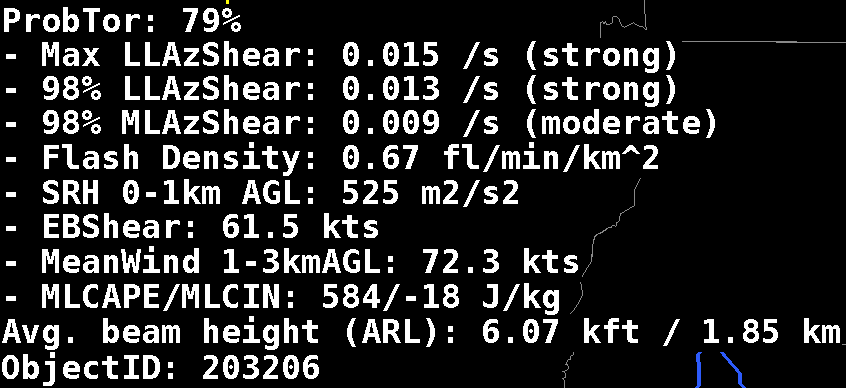 ProbTor: 79%
- Max LLAzShear: 0.015 /s (strong)
- 98% LLAzShear: 0.013 /s (strong)
- 98% MLAzShear: 0.009 /s (moderate)
- Flash Density: 0.67 fl/min/km^2
- SRH 0-1km AGL: 525 m2/s2
- EBShear: 61.5 kts
- MeanWind 1-3kmAGL: 72.3 kts
- MLCAPE/MLCIN: 584/-18 J/kg
Avg. beam height (ARL): 6.07 kft / 1.85 km
ObjectID: 203206